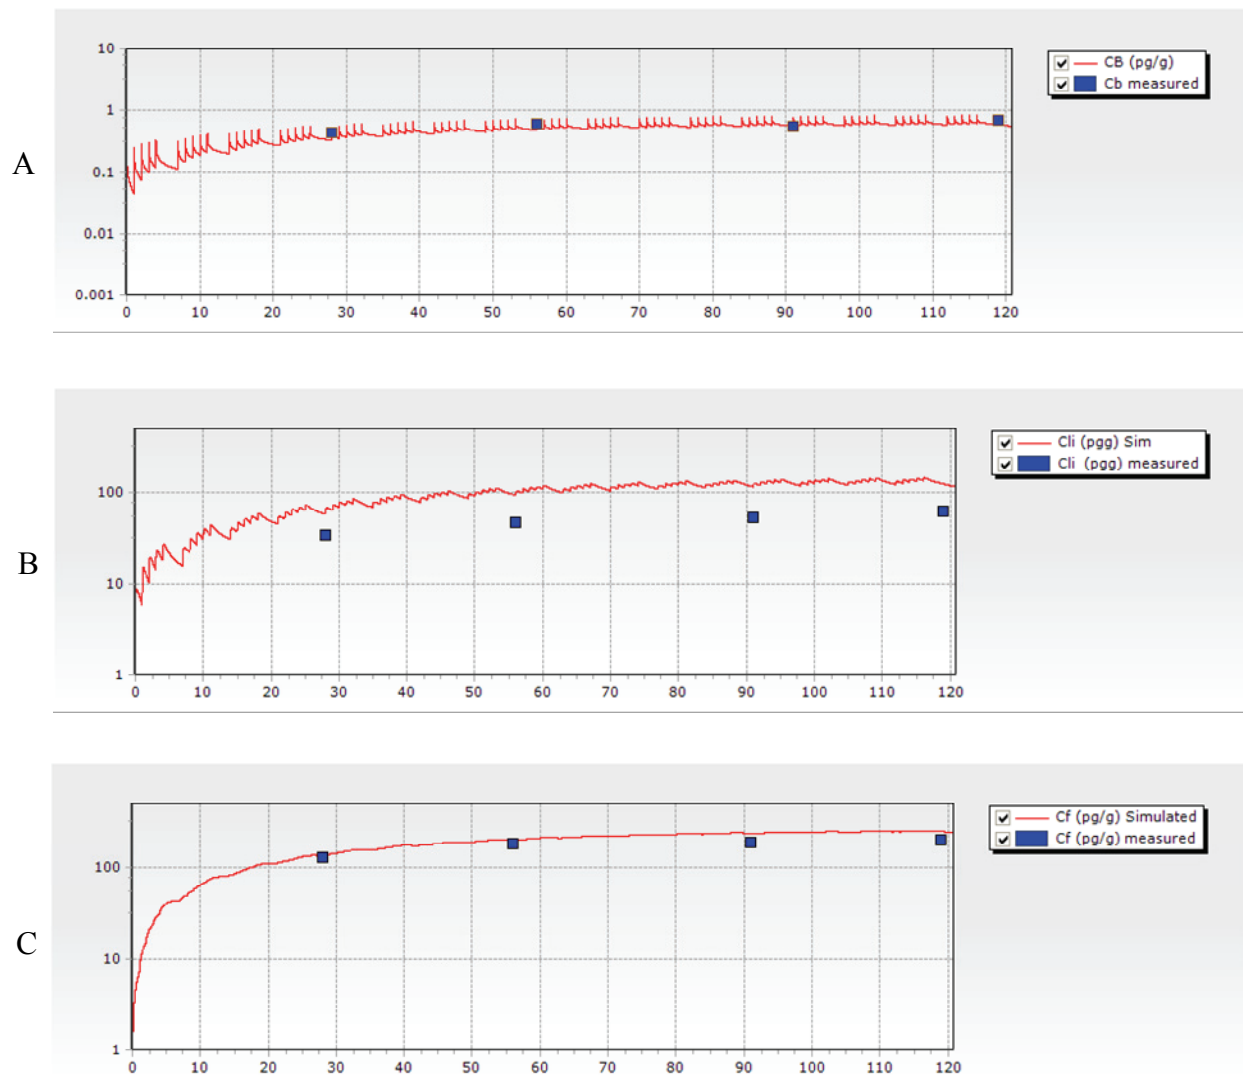 A
10
1
0.1
0.01
0.001
0 10 20 30 40 50 60 70 80 90 100 110 120
CB (pg/g)
Cb measured
B
100
10
1
0 10 20 30 40 50 60 70 80 90 100 110 120
Cli (pgg) Sim
Cli (pgg) measured
C
100
10
1
0 10 20 30 40 50 60 70 80 90 100 110 120
Cf (pg/g) Simulated
Cf (pg/g) measured